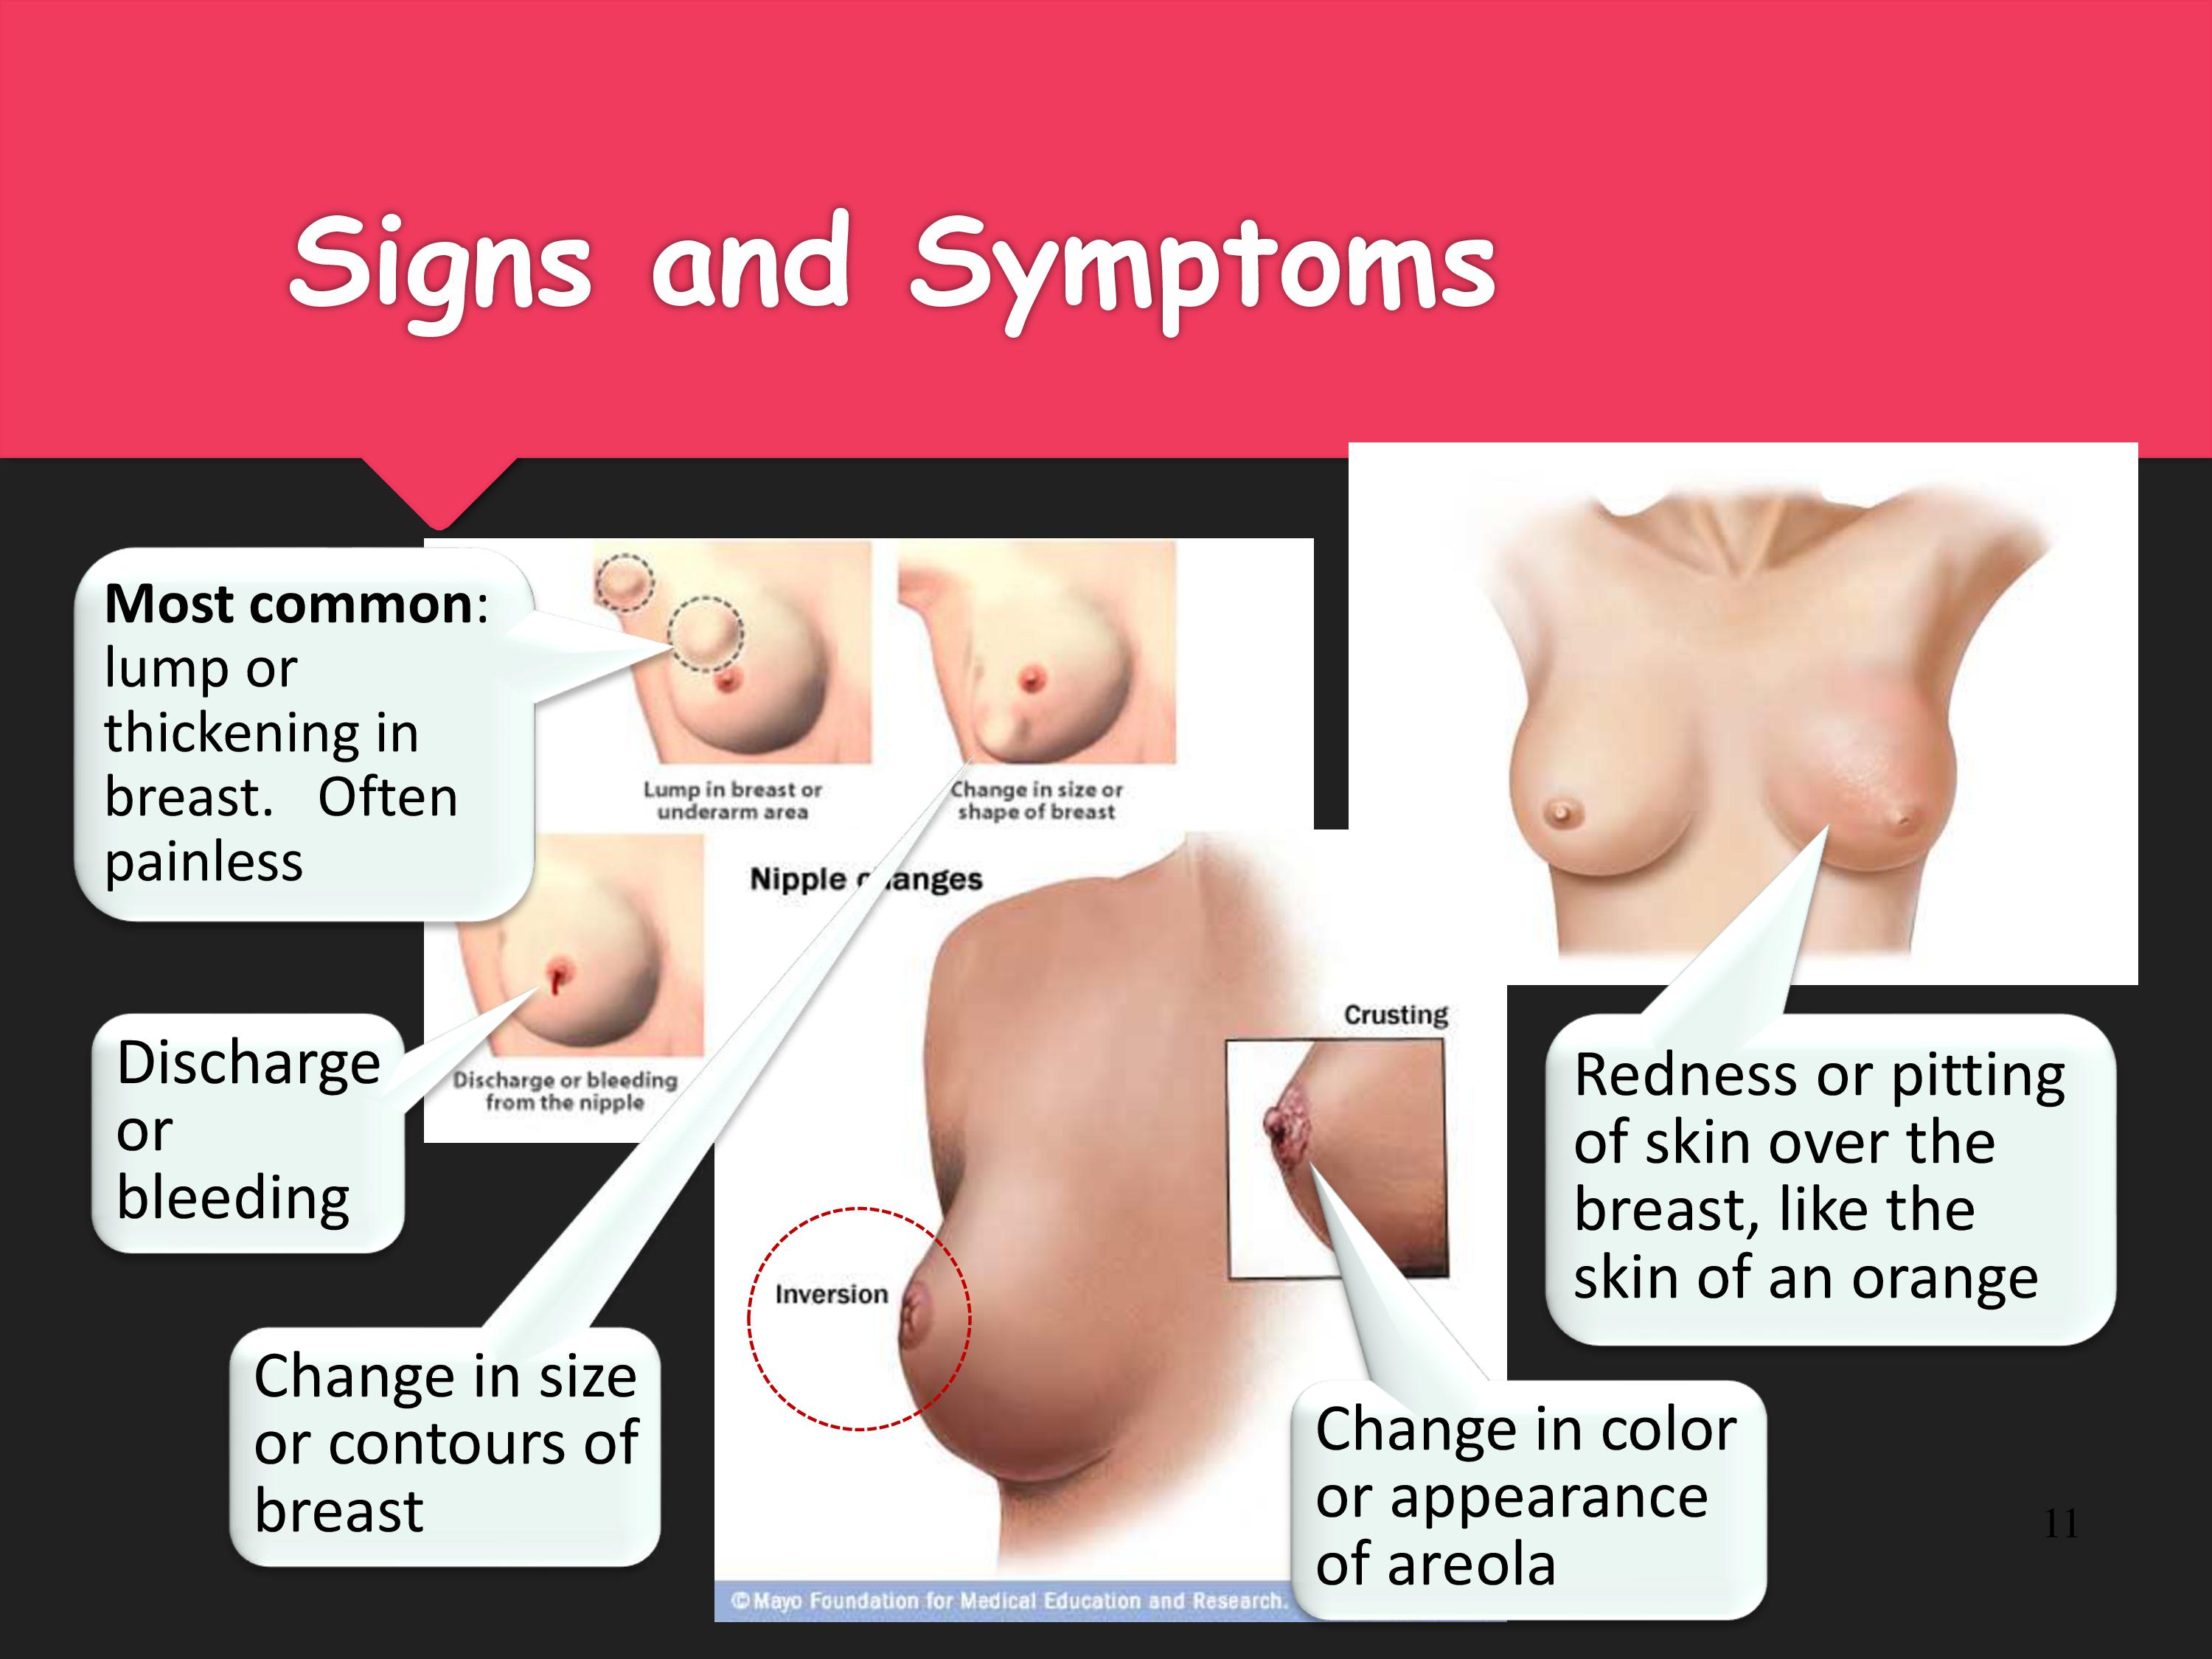 Signs and Symptoms
Most common:
lump or
thickening in
breast. Often
painless
Lump in breast or
underarm area
Change in size or
shape of breast
Discharge
or
bleeding
Discharge or bleeding
from the nipple
Nipple changes
Crusting
Inversion
Redness or pitting
of skin over the
breast, like the
skin of an orange
Change in size
or contours of
breast
Change in color
or appearance
of areola
11
©Mayo Foundation for Medical Education and Research.